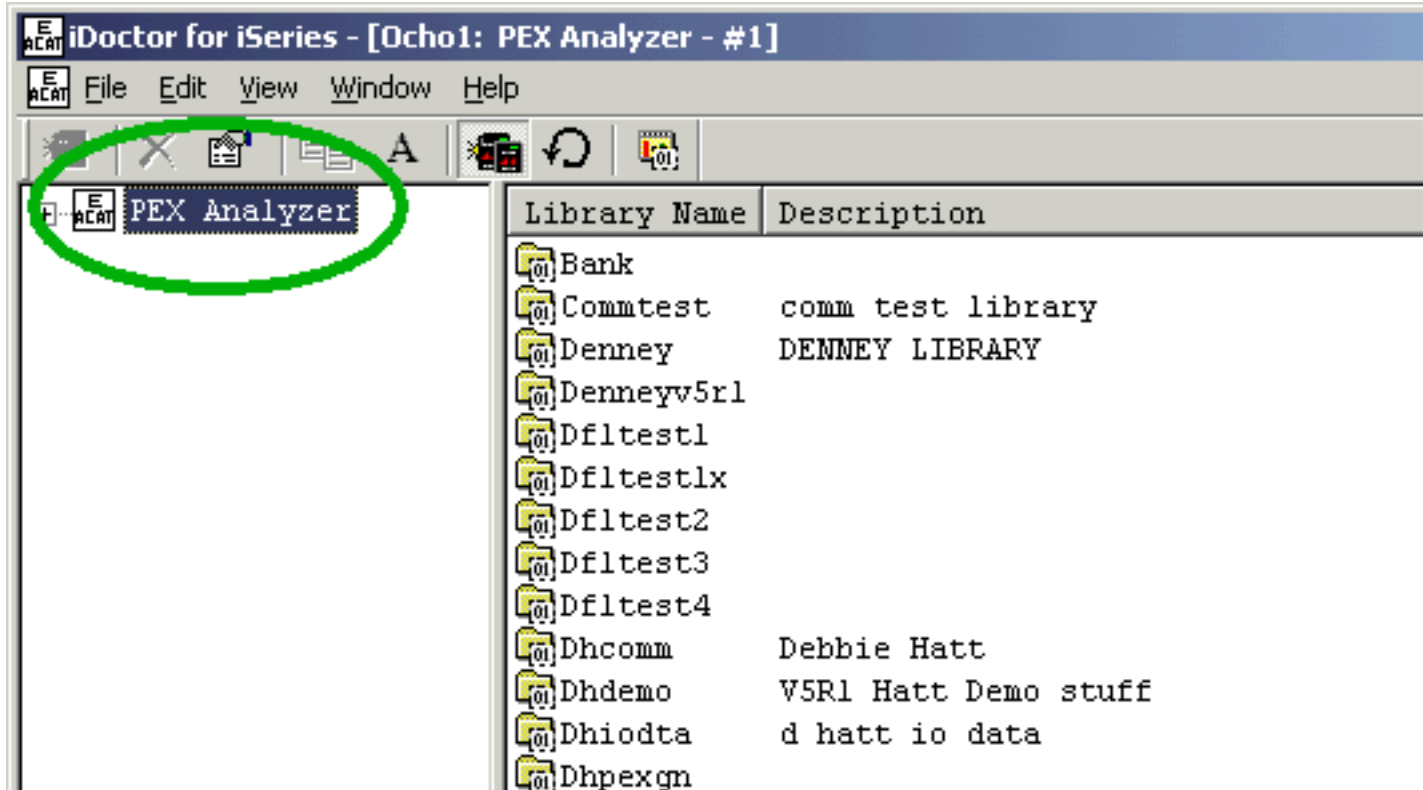 iDoctor for iSeries - [Ocho1: PEX Analyzer - #1]
File Edit View Window Help
A
PEX Analyzer
Library Name Description
Bank
Commtest comm test library
Denney DENNEY LIBRARY
Denneyv5r1
Dfltest1
Dfltest1x
Dfltest2
Dfltest3
Dfltest4
Dhcomm Debbie Hatt
Dhdemo V5R1 Hatt Demo stuff
Dhiodta d hatt io data
Dhpexgn